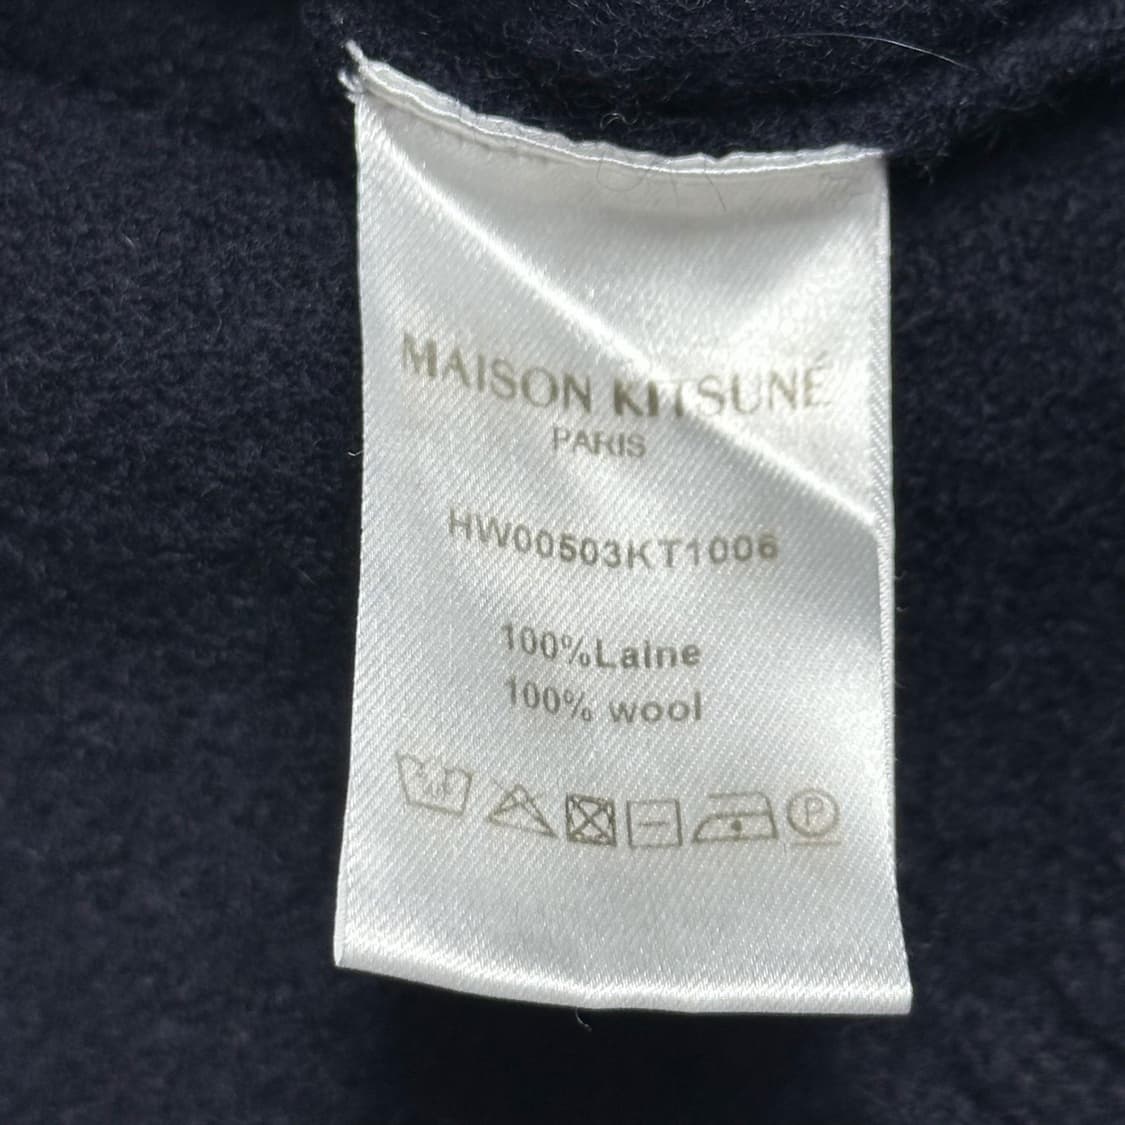 MAISON KITSUNÉ
PARIS
HW00503KT1006
100%Laine
100% wool
P